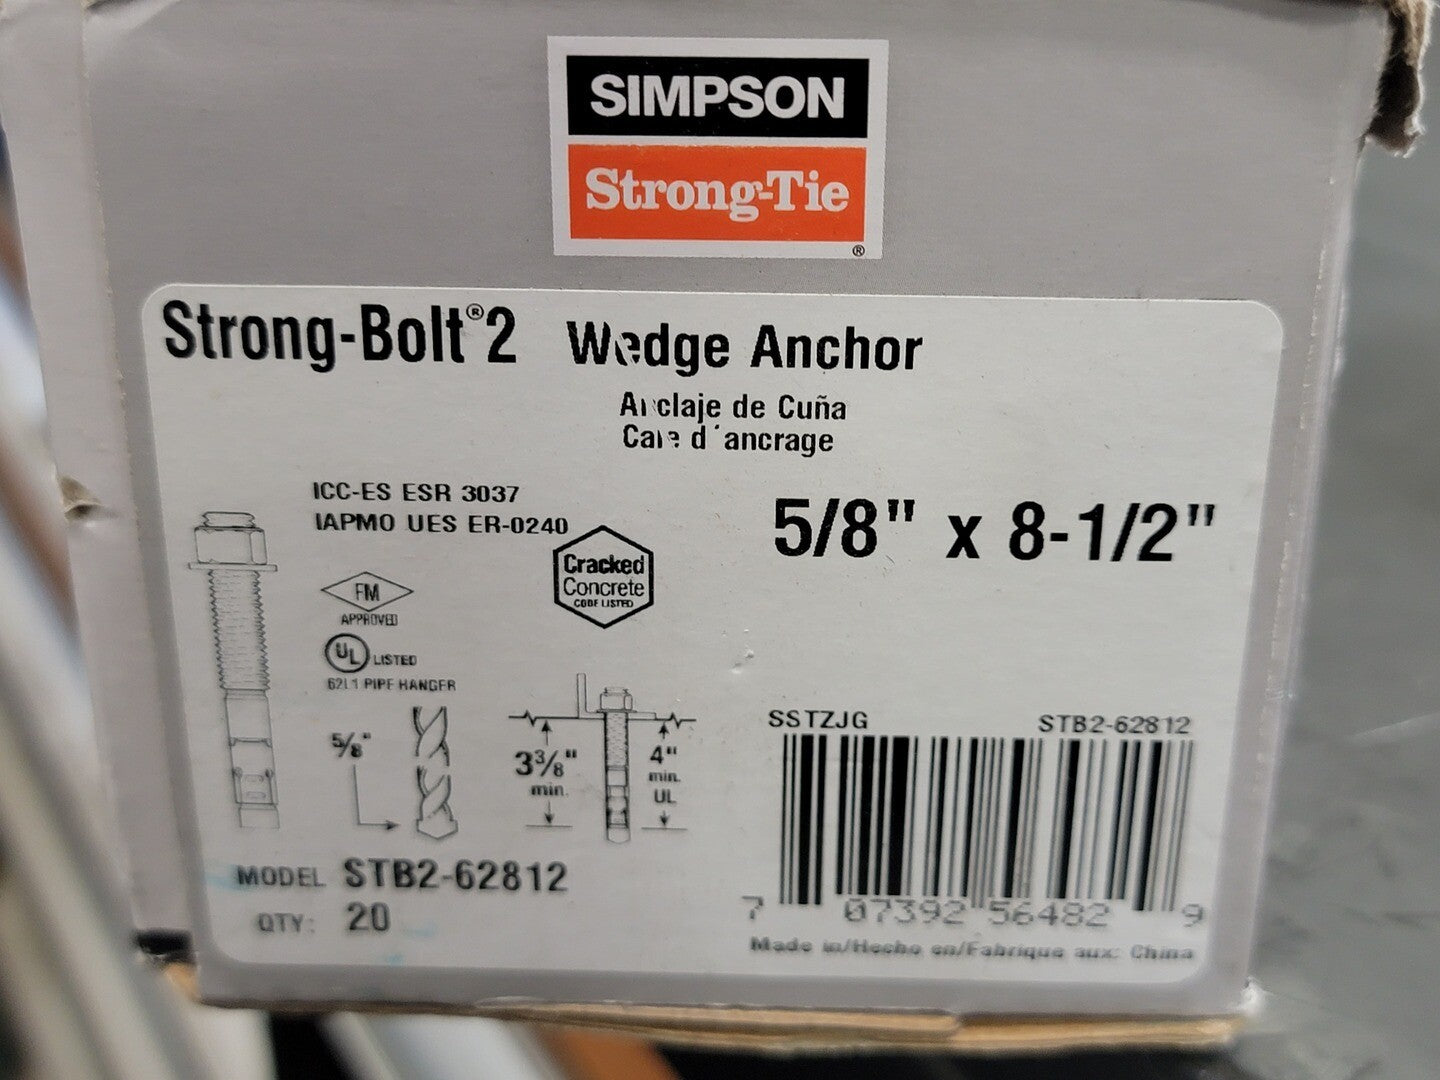 SIMPSON
Strong-Tie
®
Strong-Bolt®2 Wedge Anchor
Anclaje de Cuña
Cale d'ancrage
ICC-ES ESR 3037
IAPMO UES ER-0240
5/8" x 8-1/2"
Cracked
Concrete
CODE LISTED
FM
APPROVED
UL LISTED
62L1 PIPE HANGER
5/8"
3 3/8"
min.
4"
min.
UL
SSTZJG STB2-62812
MODEL STB2-62812
QTY: 20
7 07392 56482 9
Made in/Hecho en/Fabrique aux: China